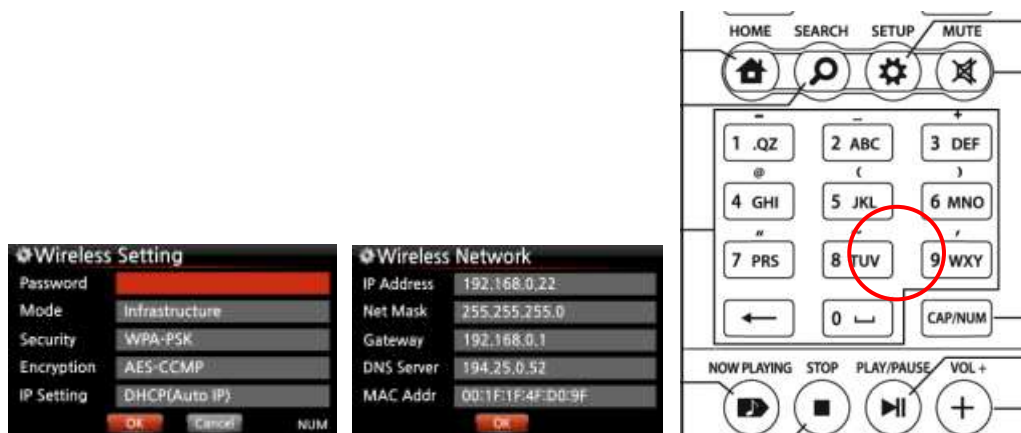 Wireless Setting
Password
Mode Infrastructure
Security WPA-PSK
Encryption AES-CCMP
IP Setting DHCP(Auto IP)
OK Cancel NUM
Wireless Network
IP Address 192.168.0.22
Net Mask 255.255.255.0
Gateway 192.168.0.1
DNS Server 194.25.0.52
MAC Addr 00:1F:1F:4F:D0:9F
OK
HOME SEARCH SETUP MUTE
- _ +
1 .QZ 2 ABC 3 DEF
@ ( )
4 GHI 5 JKL 6 MNO
" ,
7 PRS 8 TUV 9 WXY
0 CAP/NUM
NOW PLAYING STOP PLAY/PAUSE VOL +